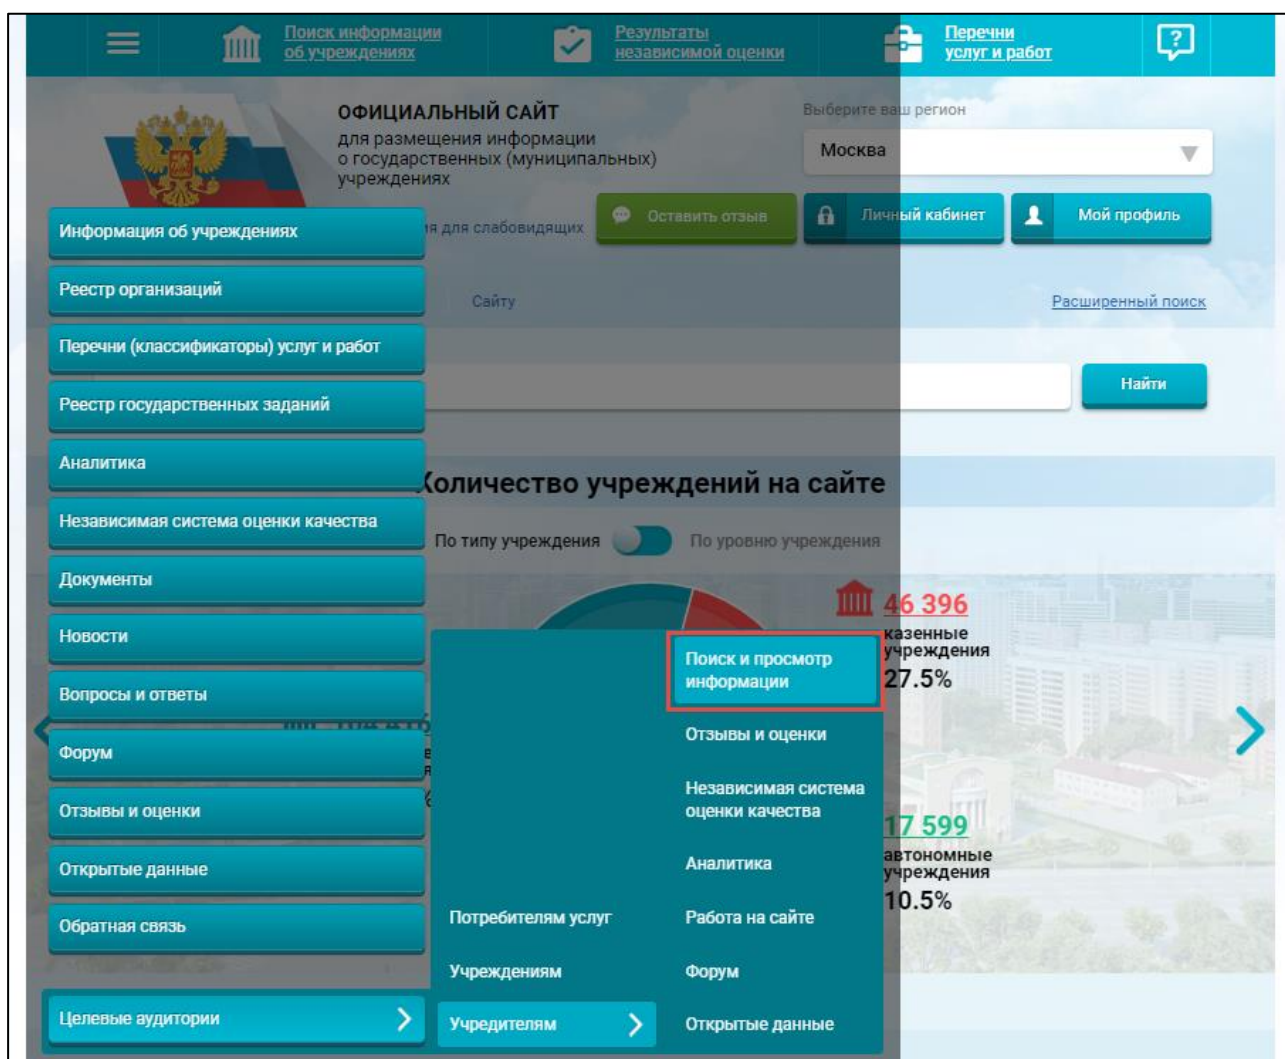 Поиск информации
об учреждениях
Результаты
независимой оценки
Перечни
услуг и работ
?
ОФИЦИАЛЬНЫЙ САЙТ
для размещения информации
о государственных (муниципальных)
учреждениях
Выберите ваш регион
Москва
для слабовидящих
Оставить отзыв
Личный кабинет
Мой профиль
Сайту
Расширенный поиск
Найти
Информация об учреждениях
Реестр организаций
Перечни (классификаторы) услуг и работ
Реестр государственных заданий
Аналитика
Независимая система оценки качества
Документы
Новости
Вопросы и ответы
Форум
Отзывы и оценки
Открытые данные
Обратная связь
Целевые аудитории
Количество учреждений на сайте
По типу учреждения
По уровню учреждения
46 396
казенные
учреждения
27.5%
17 599
автономные
учреждения
10.5%
Потребителям услуг
Учреждениям
Учредителям
Поиск и просмотр
информации
Отзывы и оценки
Независимая система
оценки качества
Аналитика
Работа на сайте
Форум
Открытые данные